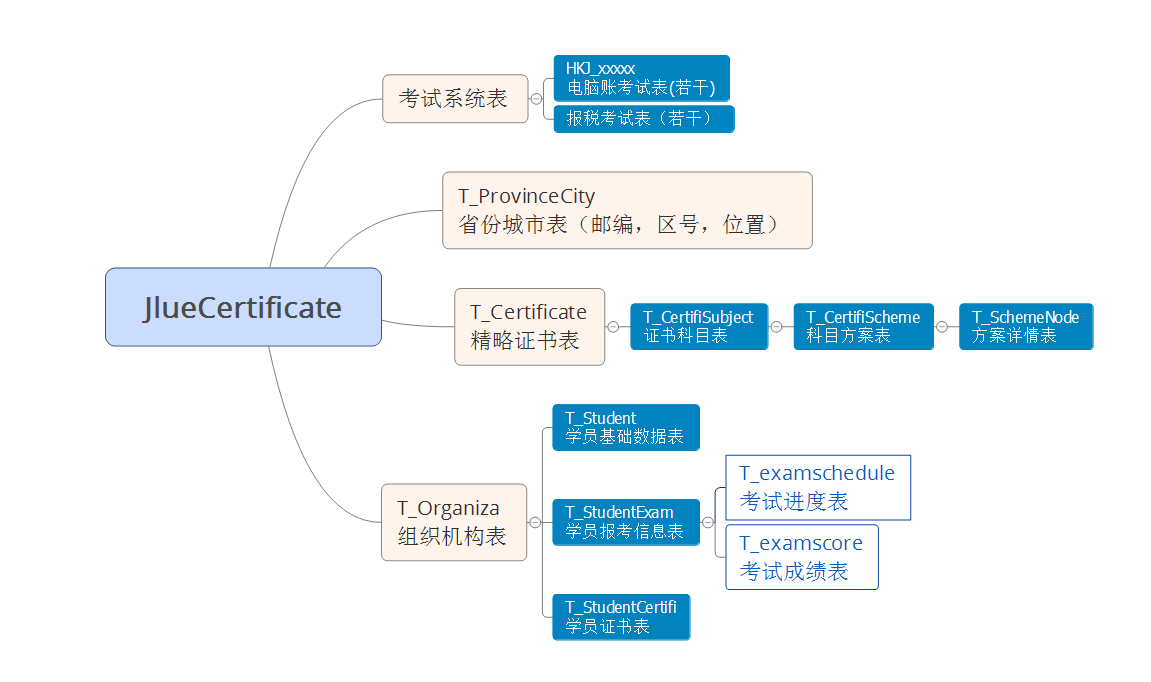 JlueCertificate
考试系统表
HKJ_xxxxx
电脑账考试表(若干)
报税考试表（若干）
T_ProvinceCity
省份城市表（邮编，区号，位置）
T_Certificate
精略证书表
T_CertifiSubject
证书科目表
T_CertifiScheme
科目方案表
T_SchemeNode
方案详情表
T_Organiza
组织机构表
T_Student
学员基础数据表
T_StudentExam
学员报考信息表
T_examschedule
考试进度表
T_examscore
考试成绩表
T_StudentCertifi
学员证书表